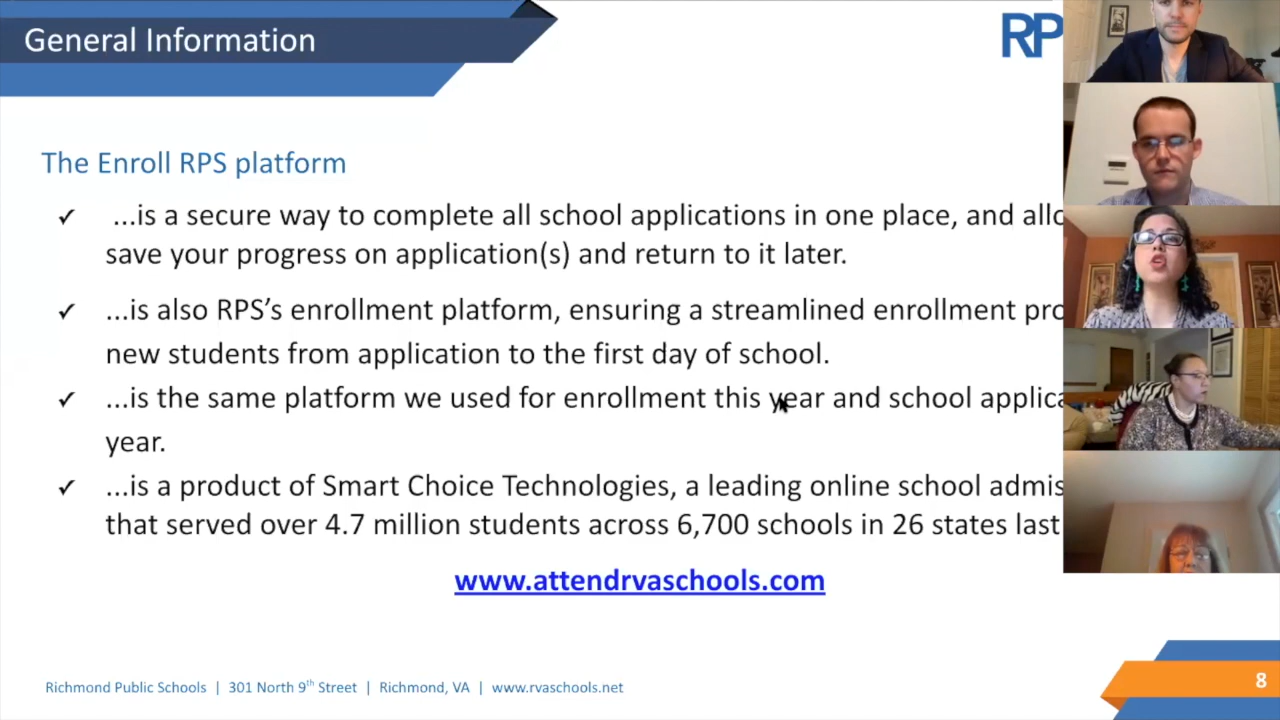 General Information
RP
The Enroll RPS platform
✓ ...is a secure way to complete all school applications in one place, and
save your progress on application(s) and return to it later.
✓ ...is also RPS’s enrollment platform, ensuring a streamlined enrollment
new students from application to the first day of school.
✓ ...is the same platform we used for enrollment this year and school
year.
✓ ...is a product of Smart Choice Technologies, a leading online school
that served over 4.7 million students across 6,700 schools in 26 states last
www.attendrvaschools.com
Richmond Public Schools | 301 North 9th Street | Richmond, VA | www.rvaschools.net
8